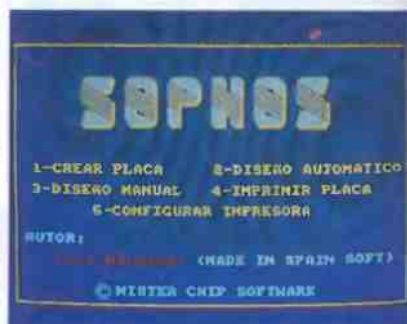 SOPHOS
1-CREAR PLACA 2-DISEÑO AUTOMATICO
3-DISEÑO MANUAL 4-IMPRIMIR PLACA
5-CONFIGURAR IMPRESORA
AUTOR:
(MADE IN SPAIN SOFT)
© MISTER CHIP SOFTWARE